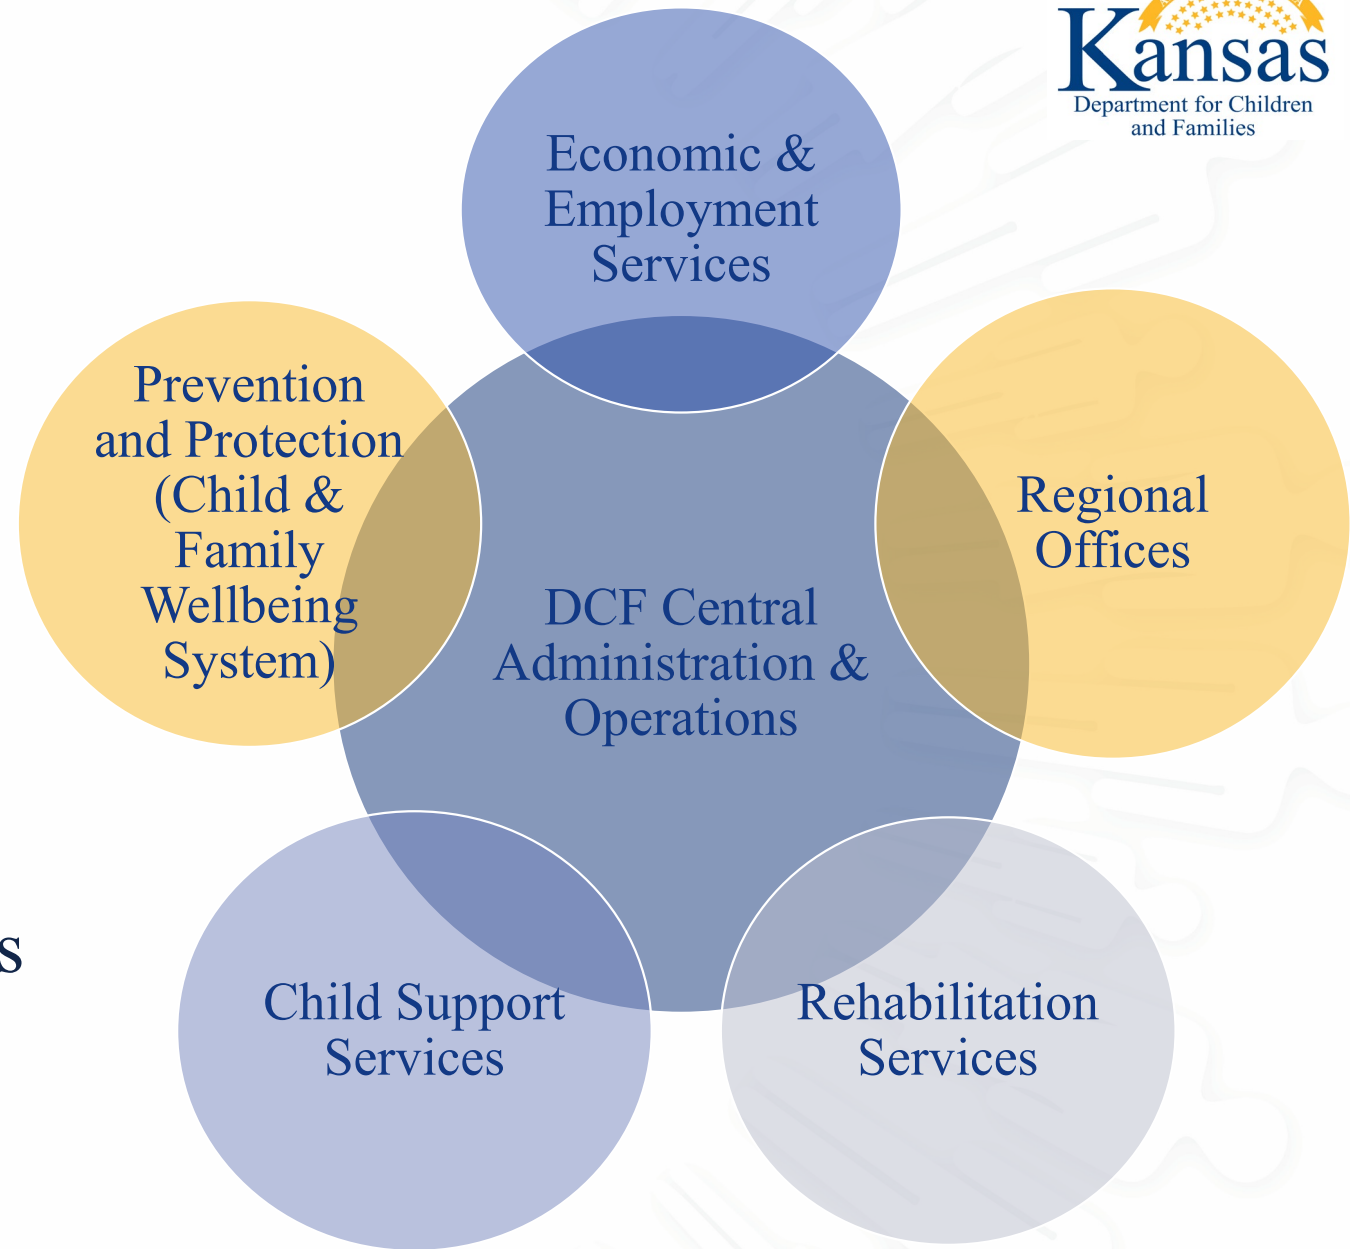 Kansas
Department for Children
and Families
Economic &
Employment
Services
Prevention
and Protection
(Child &
Family
Wellbeing
System)
Regional
Offices
DCF Central
Administration &
Operations
s
Child Support
Services
Rehabilitation
Services